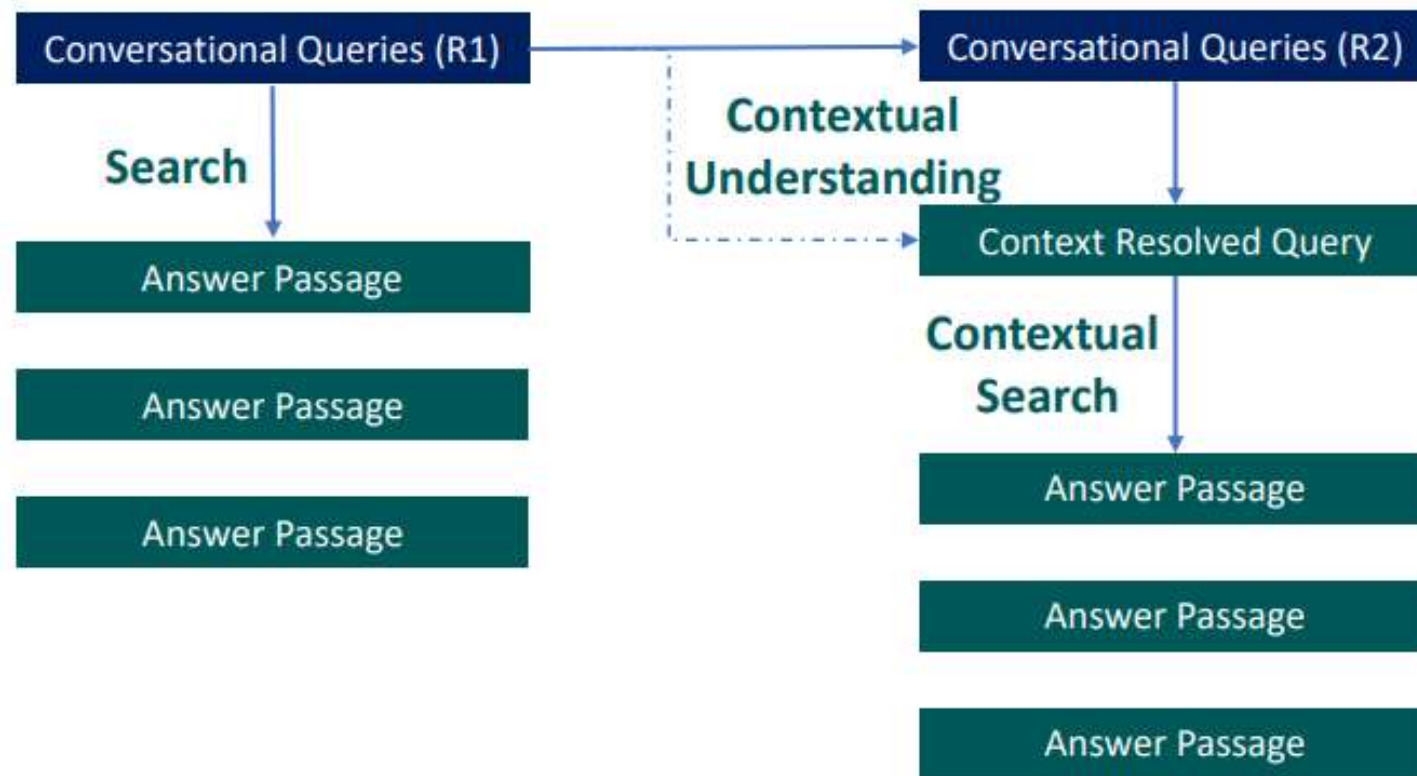 Conversational Queries (R1)
Conversational Queries (R2)
Search
Contextual
Understanding
Answer Passage
Answer Passage
Answer Passage
Context Resolved Query
Contextual
Search
Answer Passage
Answer Passage
Answer Passage